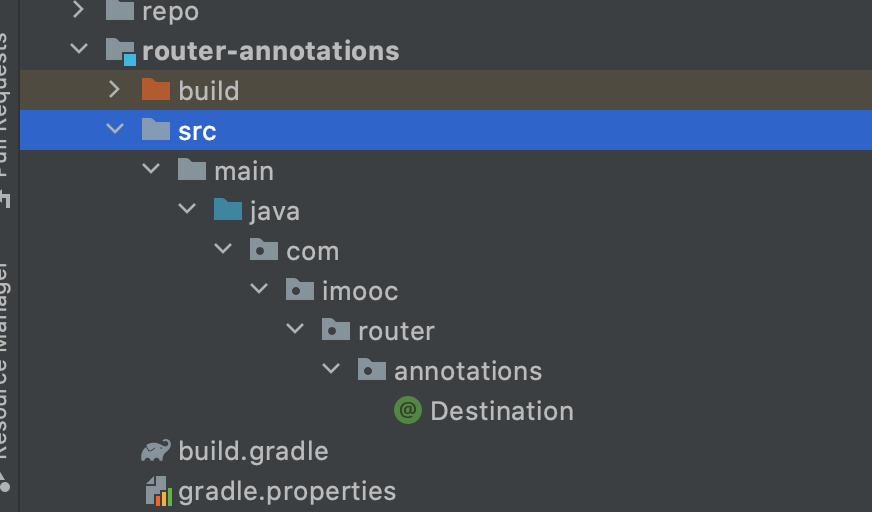 repo
router-annotations
build
src
main
java
com
imooc
router
annotations
@ Destination
build.gradle
gradle.properties
Pull Requests
Resource Manager